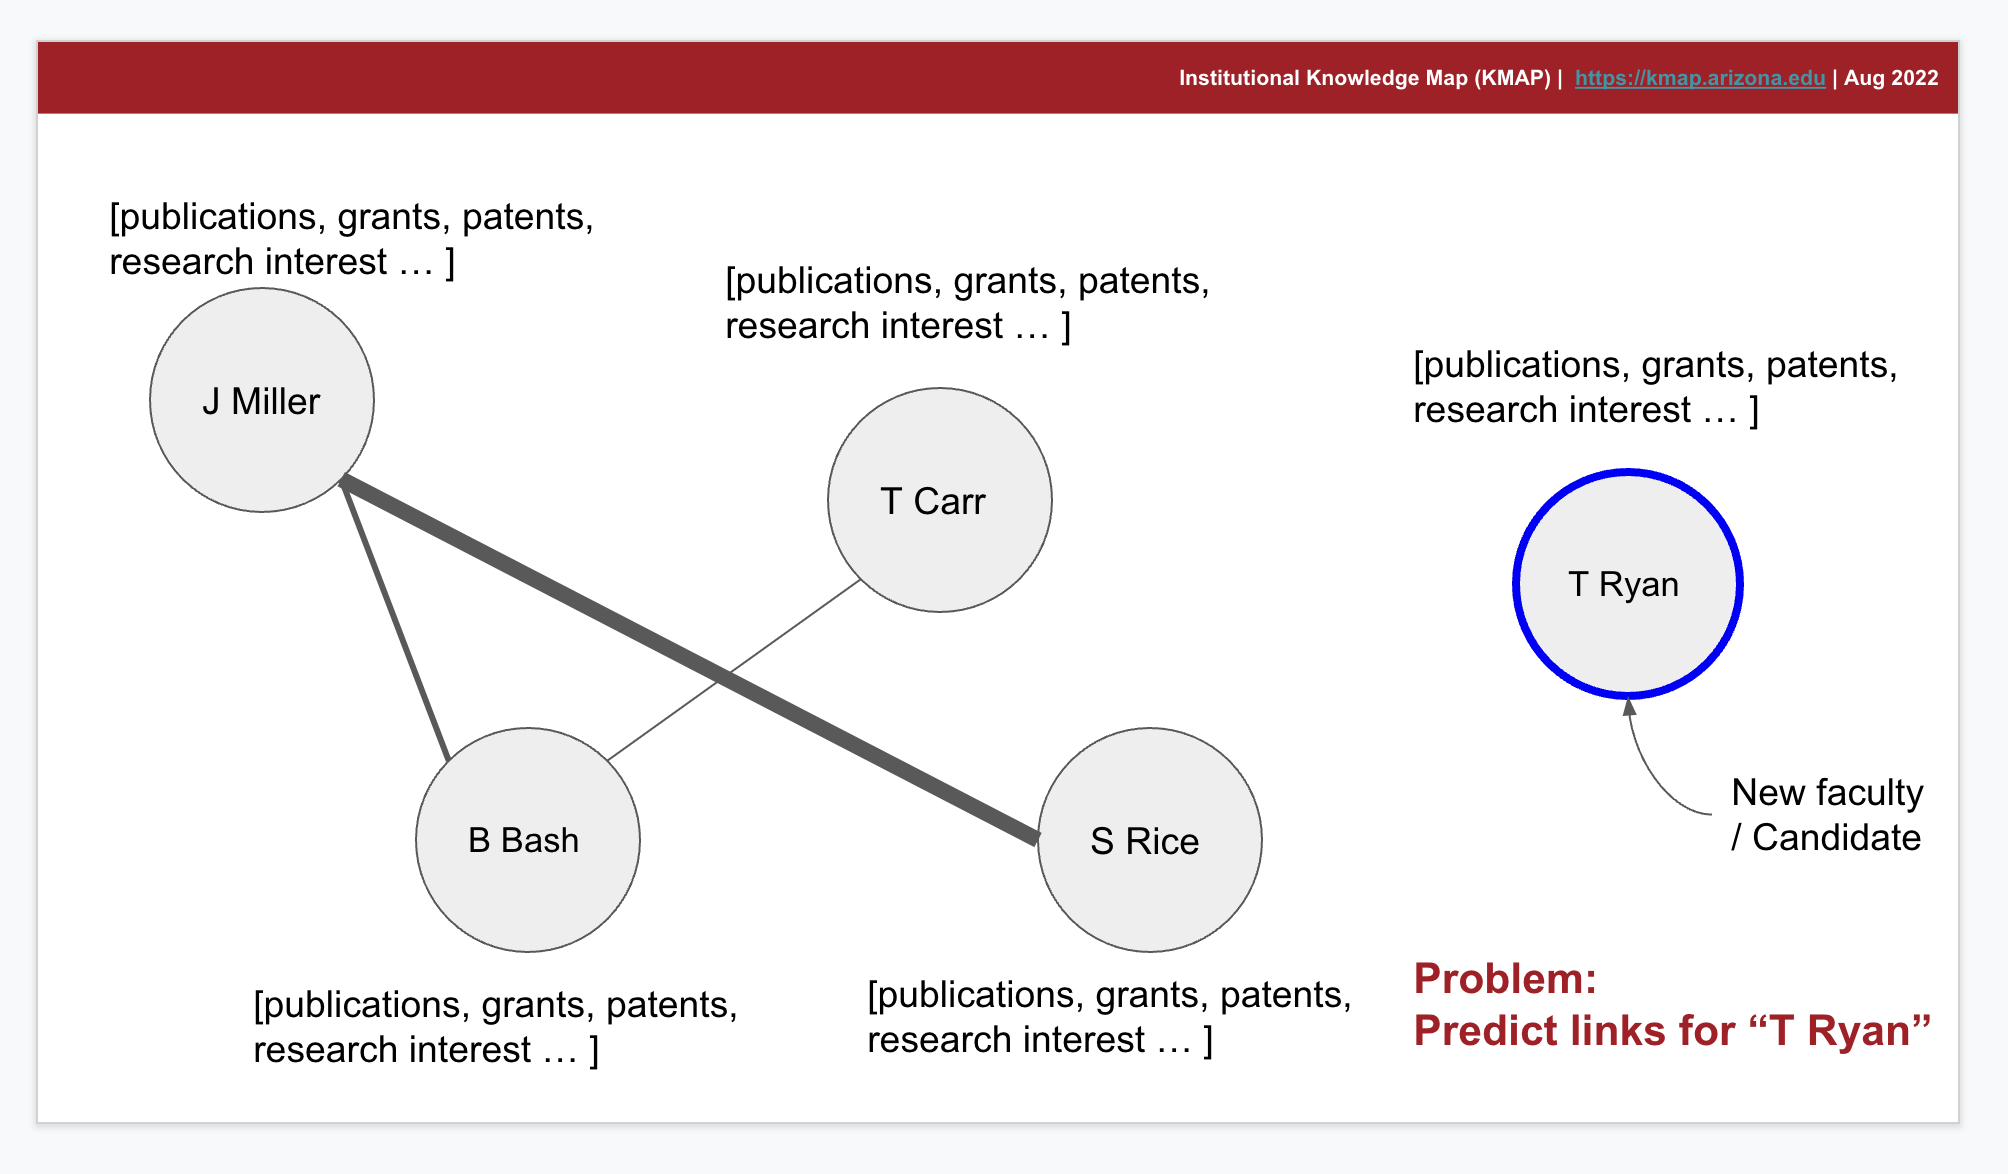 Institutional Knowledge Map (KMAP) | https://kmap.arizona.edu | Aug 2022
[publications, grants, patents,
research interest … ]
J Miller
[publications, grants, patents,
research interest … ]
T Carr
[publications, grants, patents,
research interest … ]
T Ryan
New faculty
/ Candidate
B Bash
[publications, grants, patents,
research interest … ]
S Rice
[publications, grants, patents,
research interest … ]
Problem:
Predict links for “T Ryan”